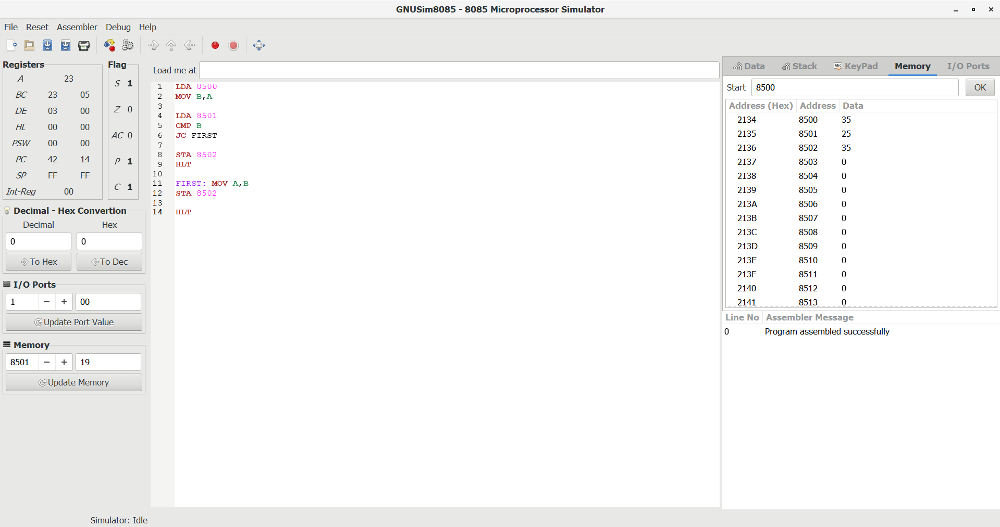 GNUSim8085 - 8085 Microprocessor Simulator
File Reset Assembler Debug Help
Registers
A 23
BC 23 05
DE 03 00
HL 00 00
PSW 00 00
PC 42 14
SP FF FF
Int-Reg 00
Flag
S 1
Z 0
AC 0
P 1
C 1
Decimal - Hex Convertion
Decimal Hex
0 0
To Hex To Dec
I/O Ports
1 − + 00
Update Port Value
Memory
8501 − + 19
Update Memory
Load me at
1 LDA 8500
2 MOV B,A
3
4 LDA 8501
5 CMP B
6 JC FIRST
7
8 STA 8502
9 HLT
10
11 FIRST: MOV A,B
12 STA 8502
13
14 HLT
Data Stack Abc KeyPad Memory I/O Ports
Start 8500 OK
Address (Hex) Address Data
2134 8500 35
2135 8501 25
2136 8502 35
2137 8503 0
2138 8504 0
2139 8505 0
213A 8506 0
213B 8507 0
213C 8508 0
213D 8509 0
213E 8510 0
213F 8511 0
2140 8512 0
2141 8513 0
Line No Assembler Message
0 Program assembled successfully
Simulator: Idle